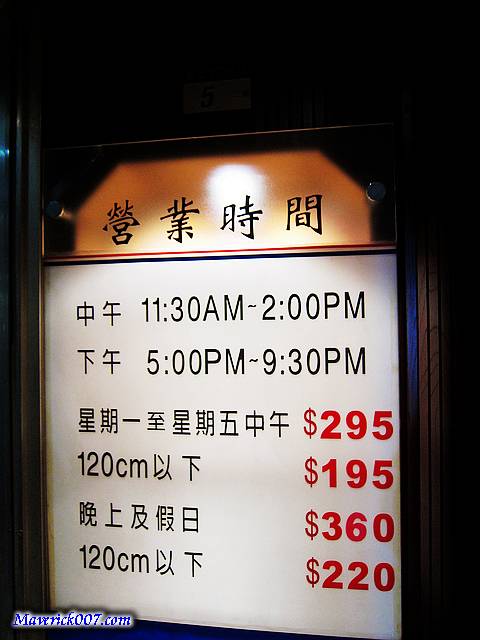 5
營業時間
中午 11:30AM~2:00PM
下午 5:00PM~9:30PM
星期一至星期五中午 $295
120cm以下 $195
晚上及假日 $360
120cm以下 $220
Maverick007.com